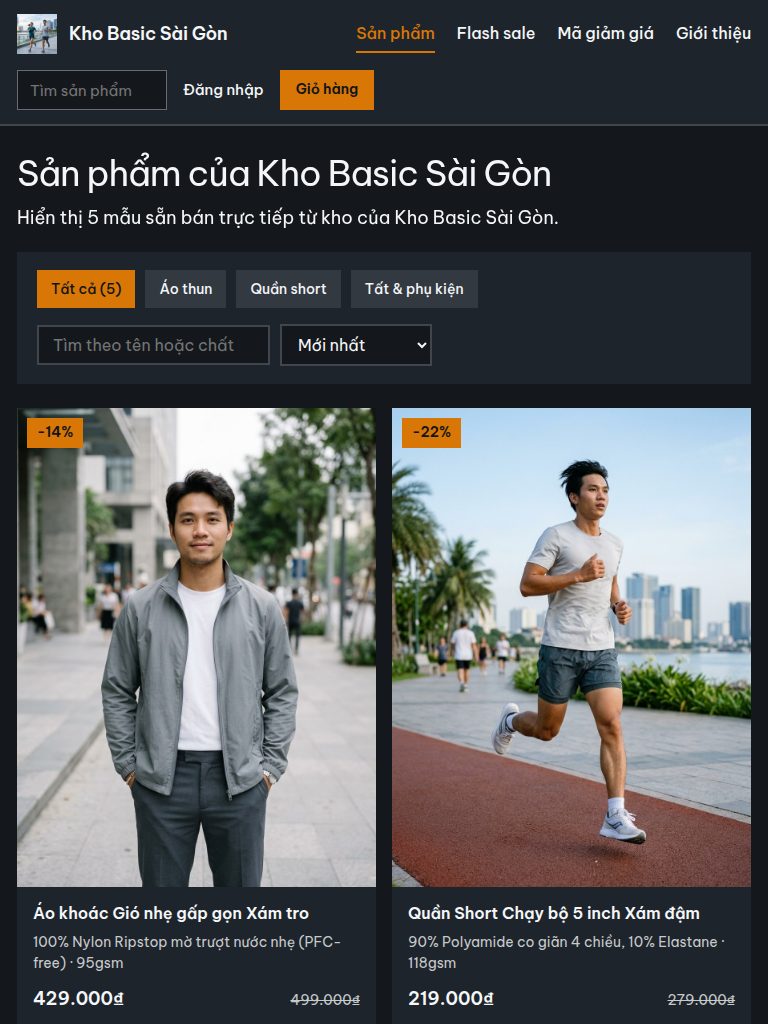 Kho Basic Sài Gòn
Sản phẩm
Flash sale
Mã giảm giá
Giới thiệu
Tìm sản phẩm
Đăng nhập
Giỏ hàng
Sản phẩm của Kho Basic Sài Gòn
Hiển thị 5 mẫu sẵn bán trực tiếp từ kho của Kho Basic Sài Gòn.
Tất cả (5)
Áo thun
Quần short
Tất & phụ kiện
Tìm theo tên hoặc chất
Mới nhất
-14%
-22%
Áo khoác Gió nhẹ gấp gọn Xám tro
100% Nylon Ripstop mờ trượt nước nhẹ (PFC-
free) · 95gsm
429.000₫
499.000₫
Quần Short Chạy bộ 5 inch Xám đậm
90% Polyamide co giãn 4 chiều, 10% Elastane ·
118gsm
219.000₫
279.000₫